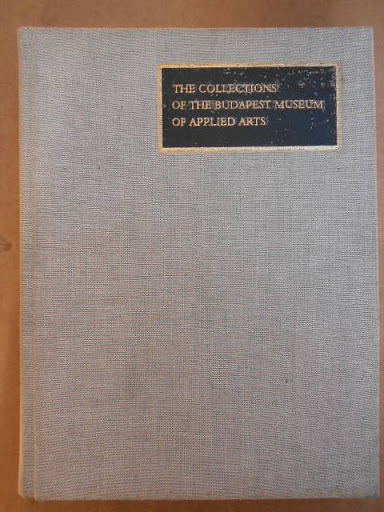 THE COLLECTIONS
OF THE BUDAPEST MUSEUM
OF APPLIED ARTS